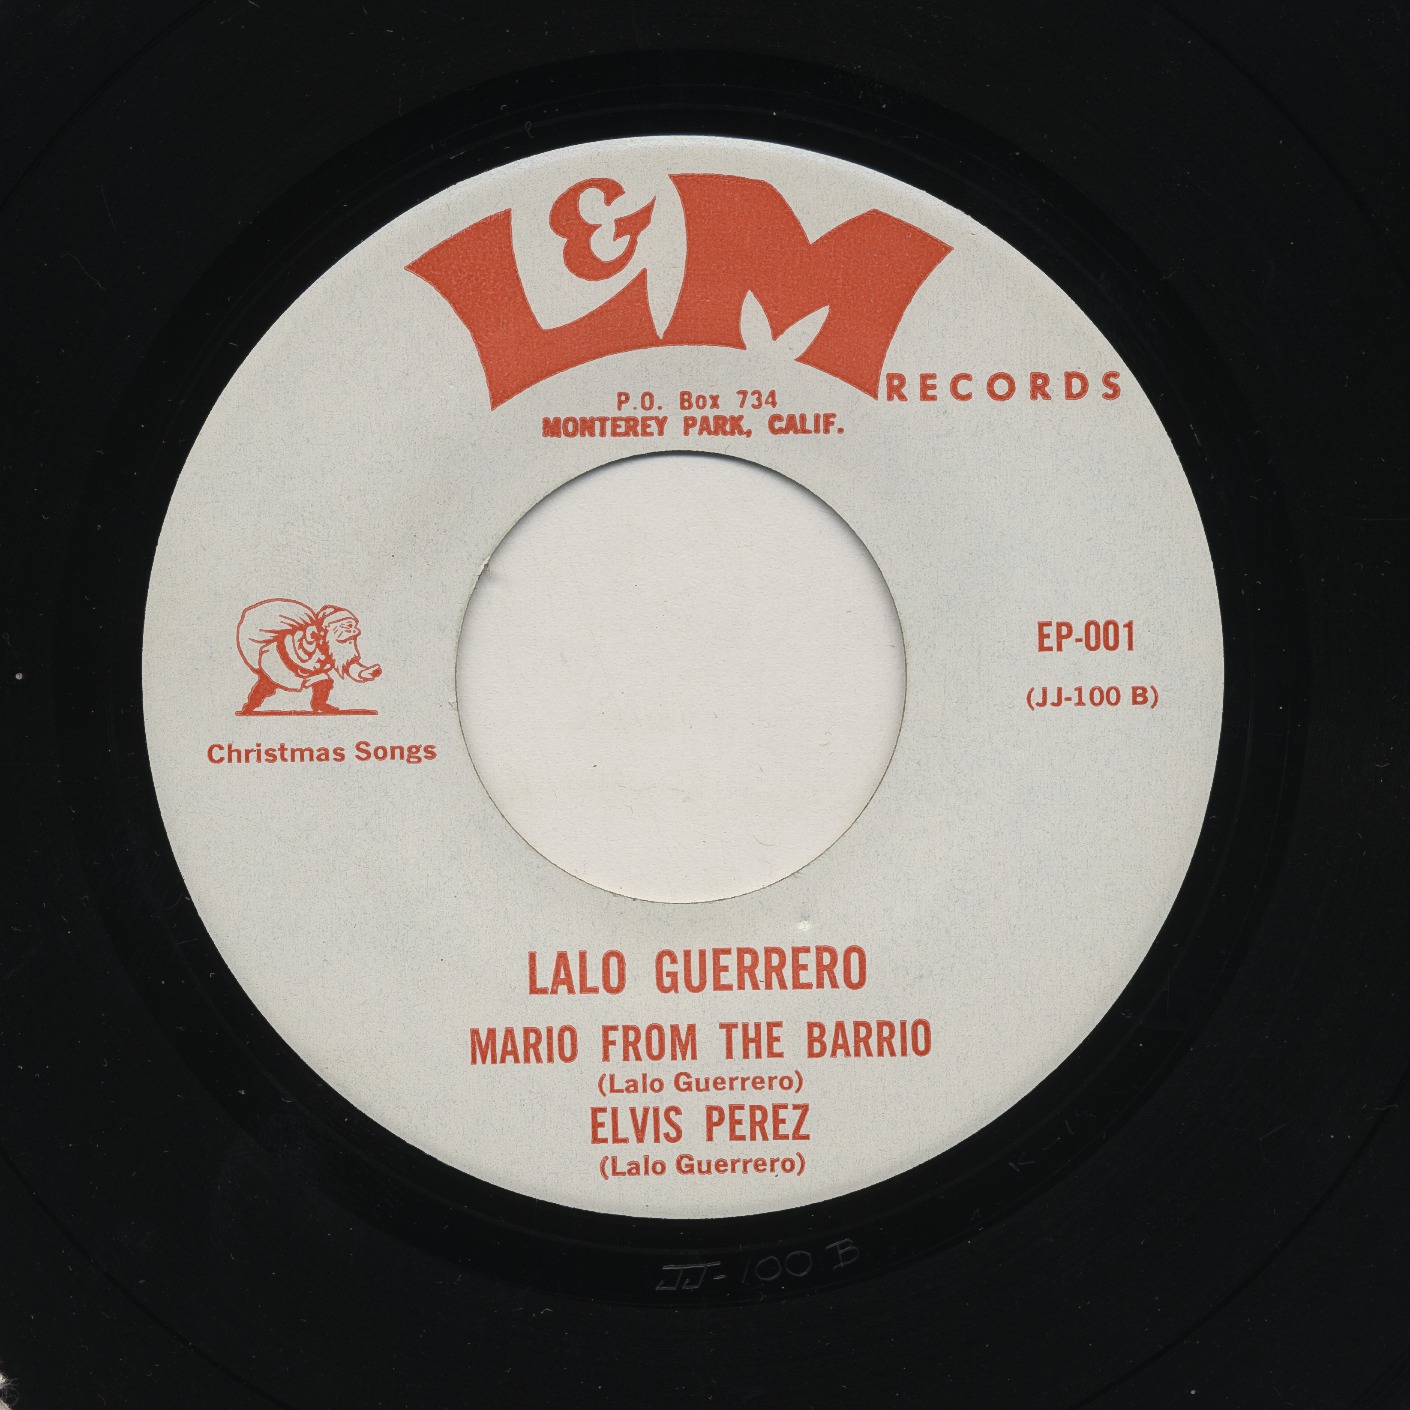 L&M
RECORDS
P.O. Box 734
MONTEREY PARK, CALIF.
EP-001
(JJ-100 B)
Christmas Songs
LALO GUERRERO
MARIO FROM THE BARRIO
(Lalo Guerrero)
ELVIS PEREZ
(Lalo Guerrero)
JJ-100 B